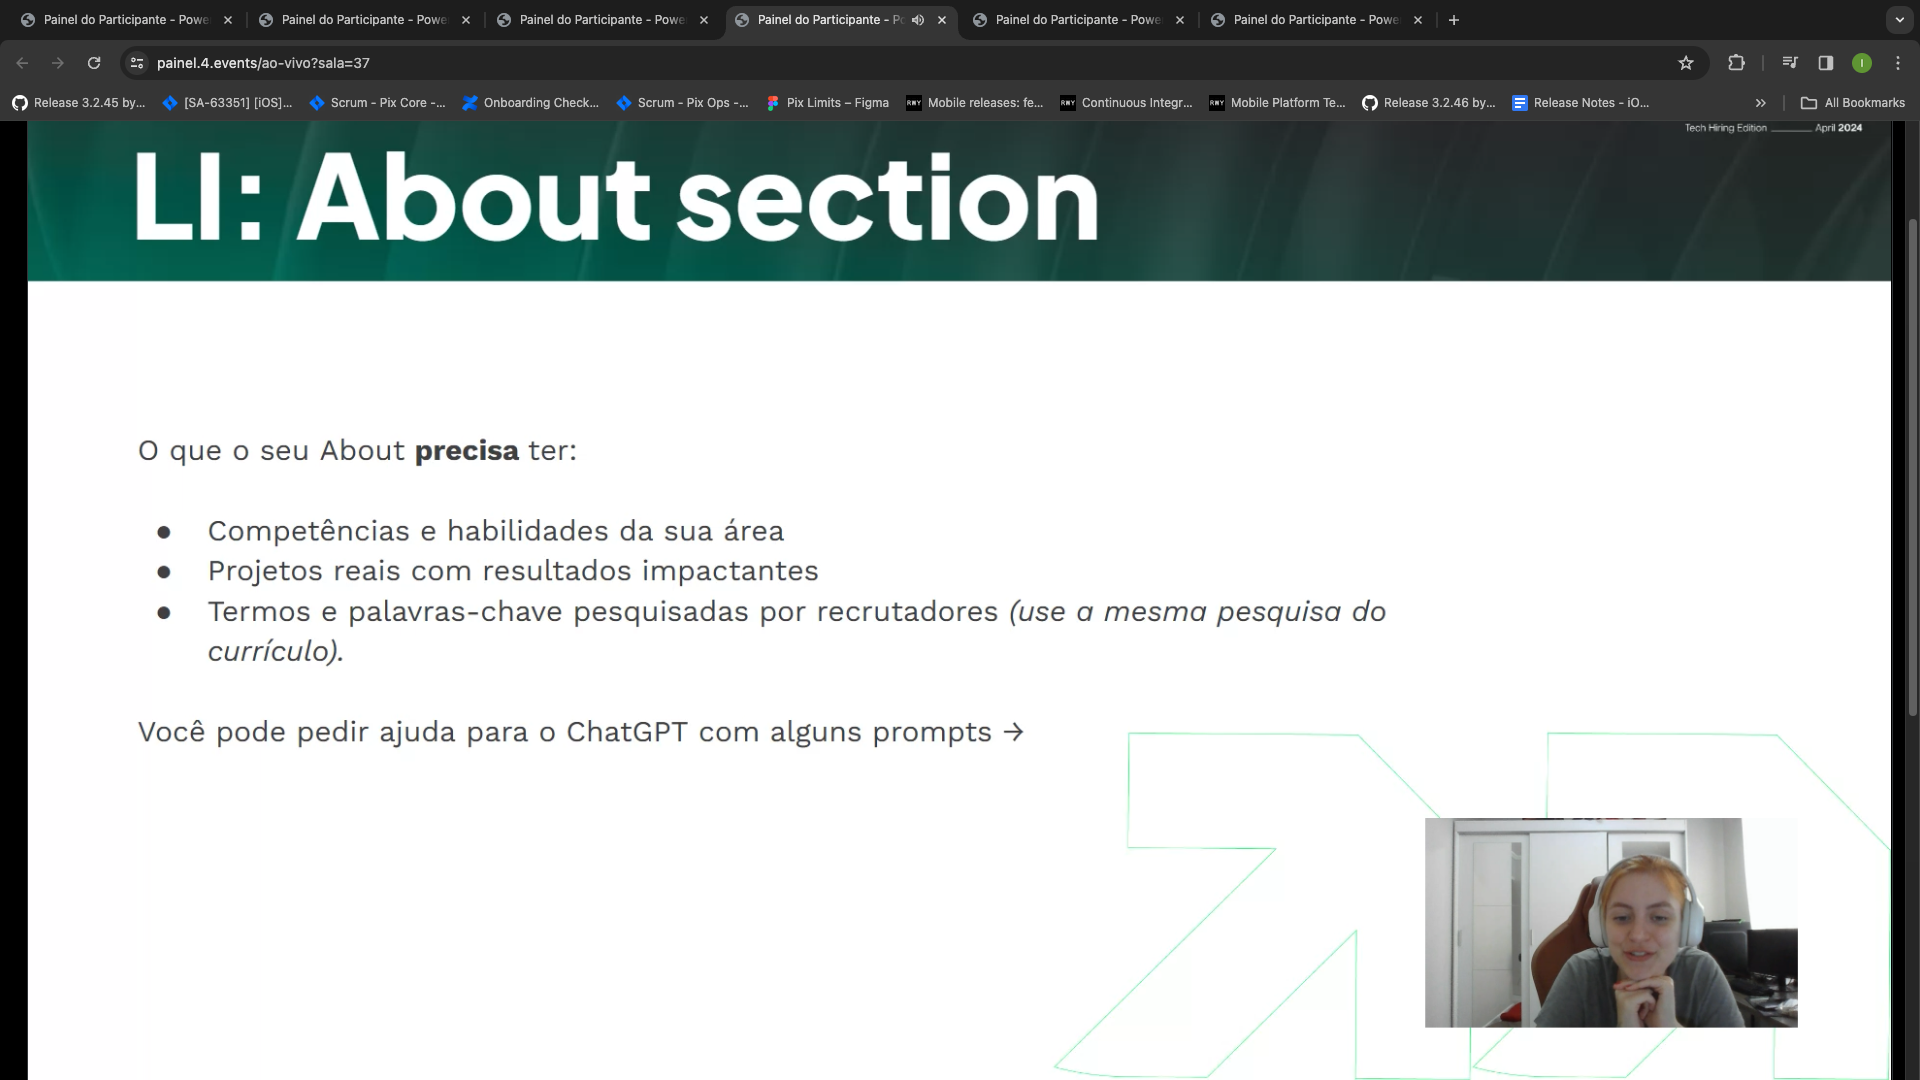 Painel do Participante - Powe
Painel do Participante - Powe
Painel do Participante - Powe
Painel do Participante - Po
Painel do Participante - Powe
Painel do Participante - Powe
painel.4.events/ao-vivo?sala=37
I
Release 3.2.45 by...
[SA-63351] [iOS]...
Scrum - Pix Core -...
Onboarding Check...
Scrum - Pix Ops -...
Pix Limits – Figma
RWY Mobile releases: fe...
RWY Continuous Integr...
RWY Mobile Platform Te...
Release 3.2.46 by...
Release Notes - iO...
All Bookmarks
Tech Hiring Edition April 2024
LI: About section
O que o seu About precisa ter:
● Competências e habilidades da sua área
● Projetos reais com resultados impactantes
● Termos e palavras-chave pesquisadas por recrutadores (use a mesma pesquisa do
currículo).
Você pode pedir ajuda para o ChatGPT com alguns prompts →